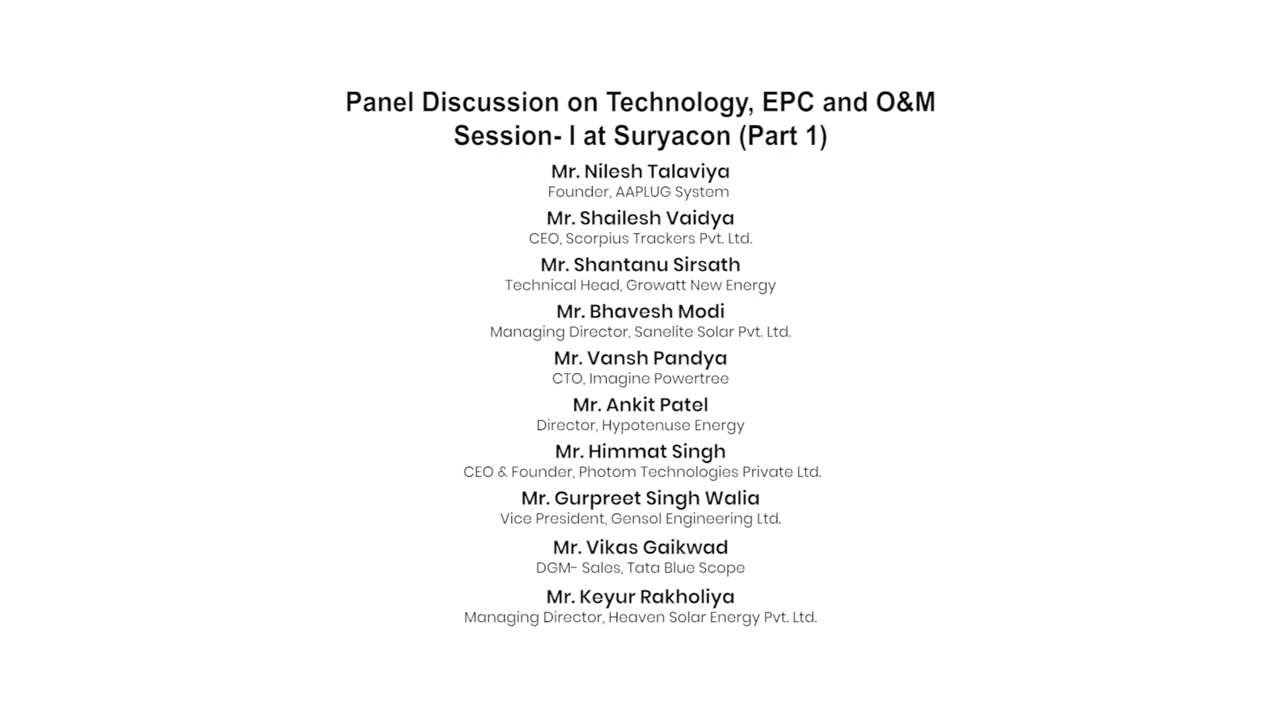 Panel Discussion on Technology, EPC and O&M
Session- I at Suryacon (Part 1)
Mr. Nilesh Talaviya
Founder, AAPLUG System
Mr. Shailesh Vaidya
CEO, Scorpius Trackers Pvt. Ltd.
Mr. Shantanu Sirsath
Technical Head, Growatt New Energy
Mr. Bhavesh Modi
Managing Director, Sanelite Solar Pvt. Ltd.
Mr. Vansh Pandya
CTO, Imagine Powertree
Mr. Ankit Patel
Director, Hypotenuse Energy
Mr. Himmat Singh
CEO & Founder, Photom Technologies Private Ltd.
Mr. Gurpreet Singh Walia
Vice President, Gensol Engineering Ltd.
Mr. Vikas Gaikwad
DGM- Sales, Tata Blue Scope
Mr. Keyur Rakholiya
Managing Director, Heaven Solar Energy Pvt. Ltd.